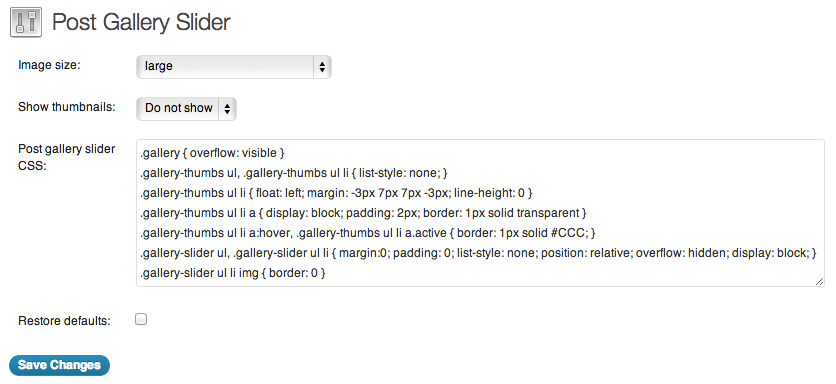 Post Gallery Slider
Image size:
large
Show thumbnails:
Do not show
Post gallery slider
CSS:
.gallery { overflow: visible }
.gallery-thumbs ul, .gallery-thumbs ul li { list-style: none; }
.gallery-thumbs ul li { float: left; margin: -3px 7px 7px -3px; line-height: 0 }
.gallery-thumbs ul li a { display: block; padding: 2px; border: 1px solid transparent }
.gallery-thumbs ul li a:hover, .gallery-thumbs ul li a.active { border: 1px solid #CCC; }
.gallery-slider ul, .gallery-slider ul li { margin:0; padding: 0; list-style: none; position: relative; overflow: hidden; display: block; }
.gallery-slider ul li img { border: 0 }
Restore defaults:
Save Changes